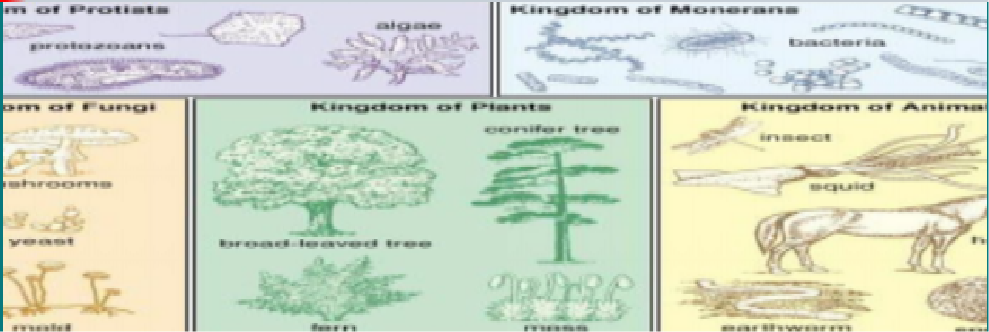 m of Protists
protozoans
algae
Kingdom of Monerans
bacteria
om of Fungi
shrooms
yeast
mold
Kingdom of Plants
conifer tree
broad-leaved tree
fern
moss
Kingdom of Anima
insect
squid
h
earthworm